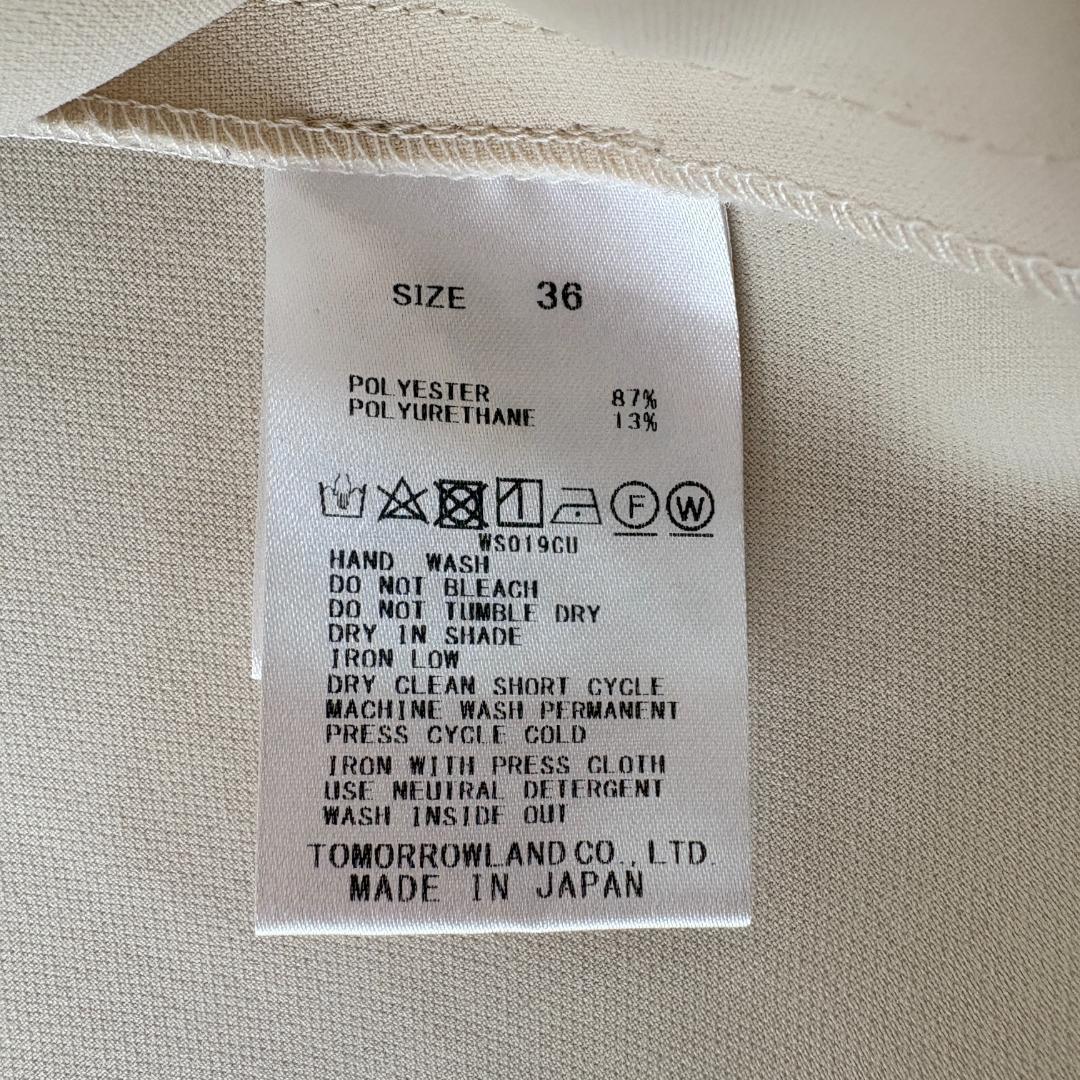 SIZE 36
POLYESTER 87%
POLYURETHANE 13%
F W
WS019CU
HAND WASH
DO NOT BLEACH
DO NOT TUMBLE DRY
DRY IN SHADE
IRON LOW
DRY CLEAN SHORT CYCLE
MACHINE WASH PERMANENT
PRESS CYCLE COLD
IRON WITH PRESS CLOTH
USE NEUTRAL DETERGENT
WASH INSIDE OUT
TOMORROWLAND CO., LTD.
MADE IN JAPAN